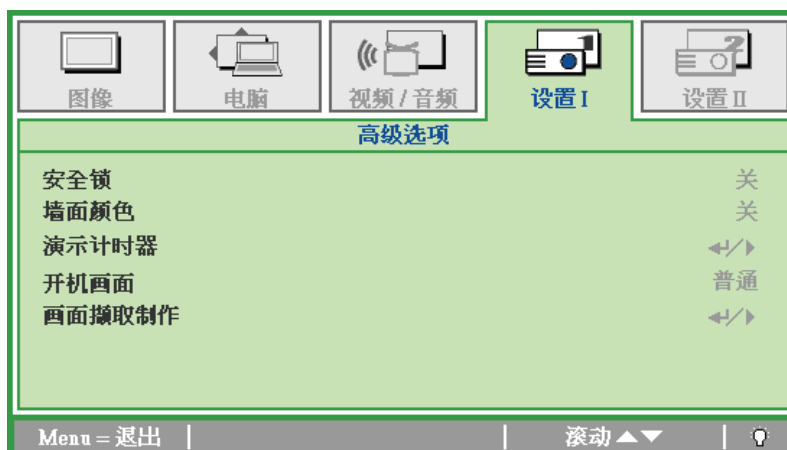 图像 电脑 视频 / 音频 设置 I 设置 II
高级选项
安全锁 关
墙面颜色 关
演示计时器
开机画面 普通
画面撷取制作
Menu = 退出 滚动▲▼